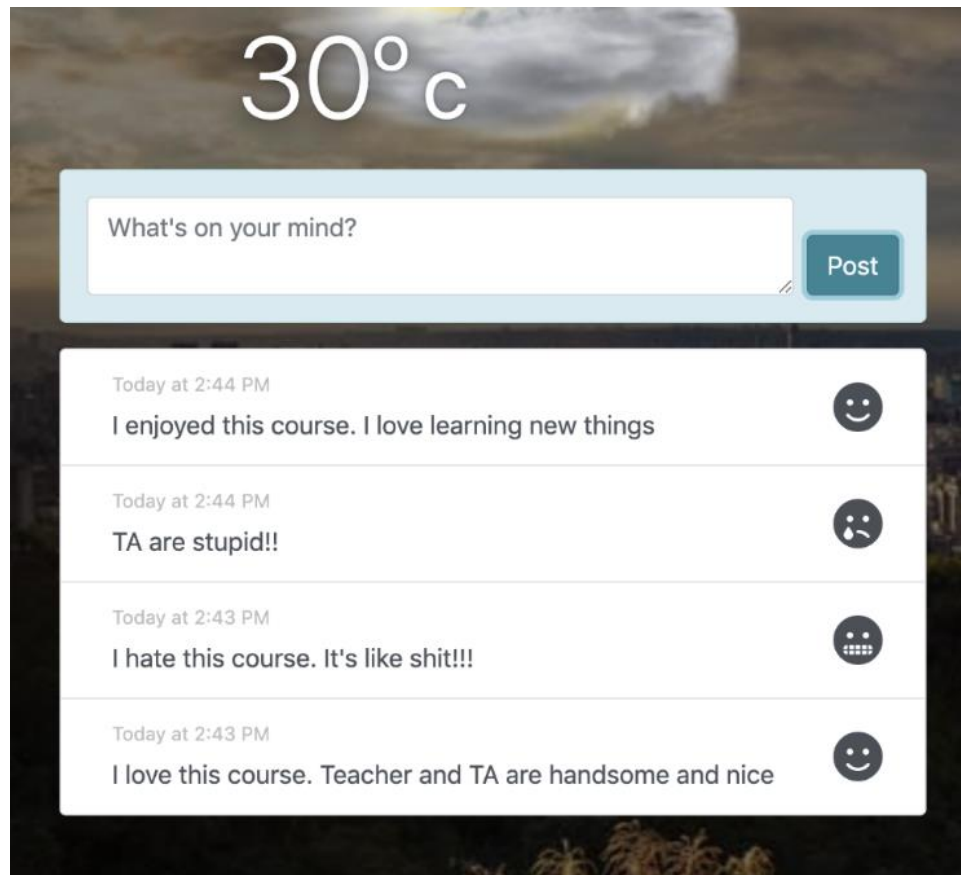 30°c
What's on your mind?
Post
Today at 2:44 PM
I enjoyed this course. I love learning new things
Today at 2:44 PM
TA are stupid!!
Today at 2:43 PM
I hate this course. It's like shit!!!
Today at 2:43 PM
I love this course. Teacher and TA are handsome and nice